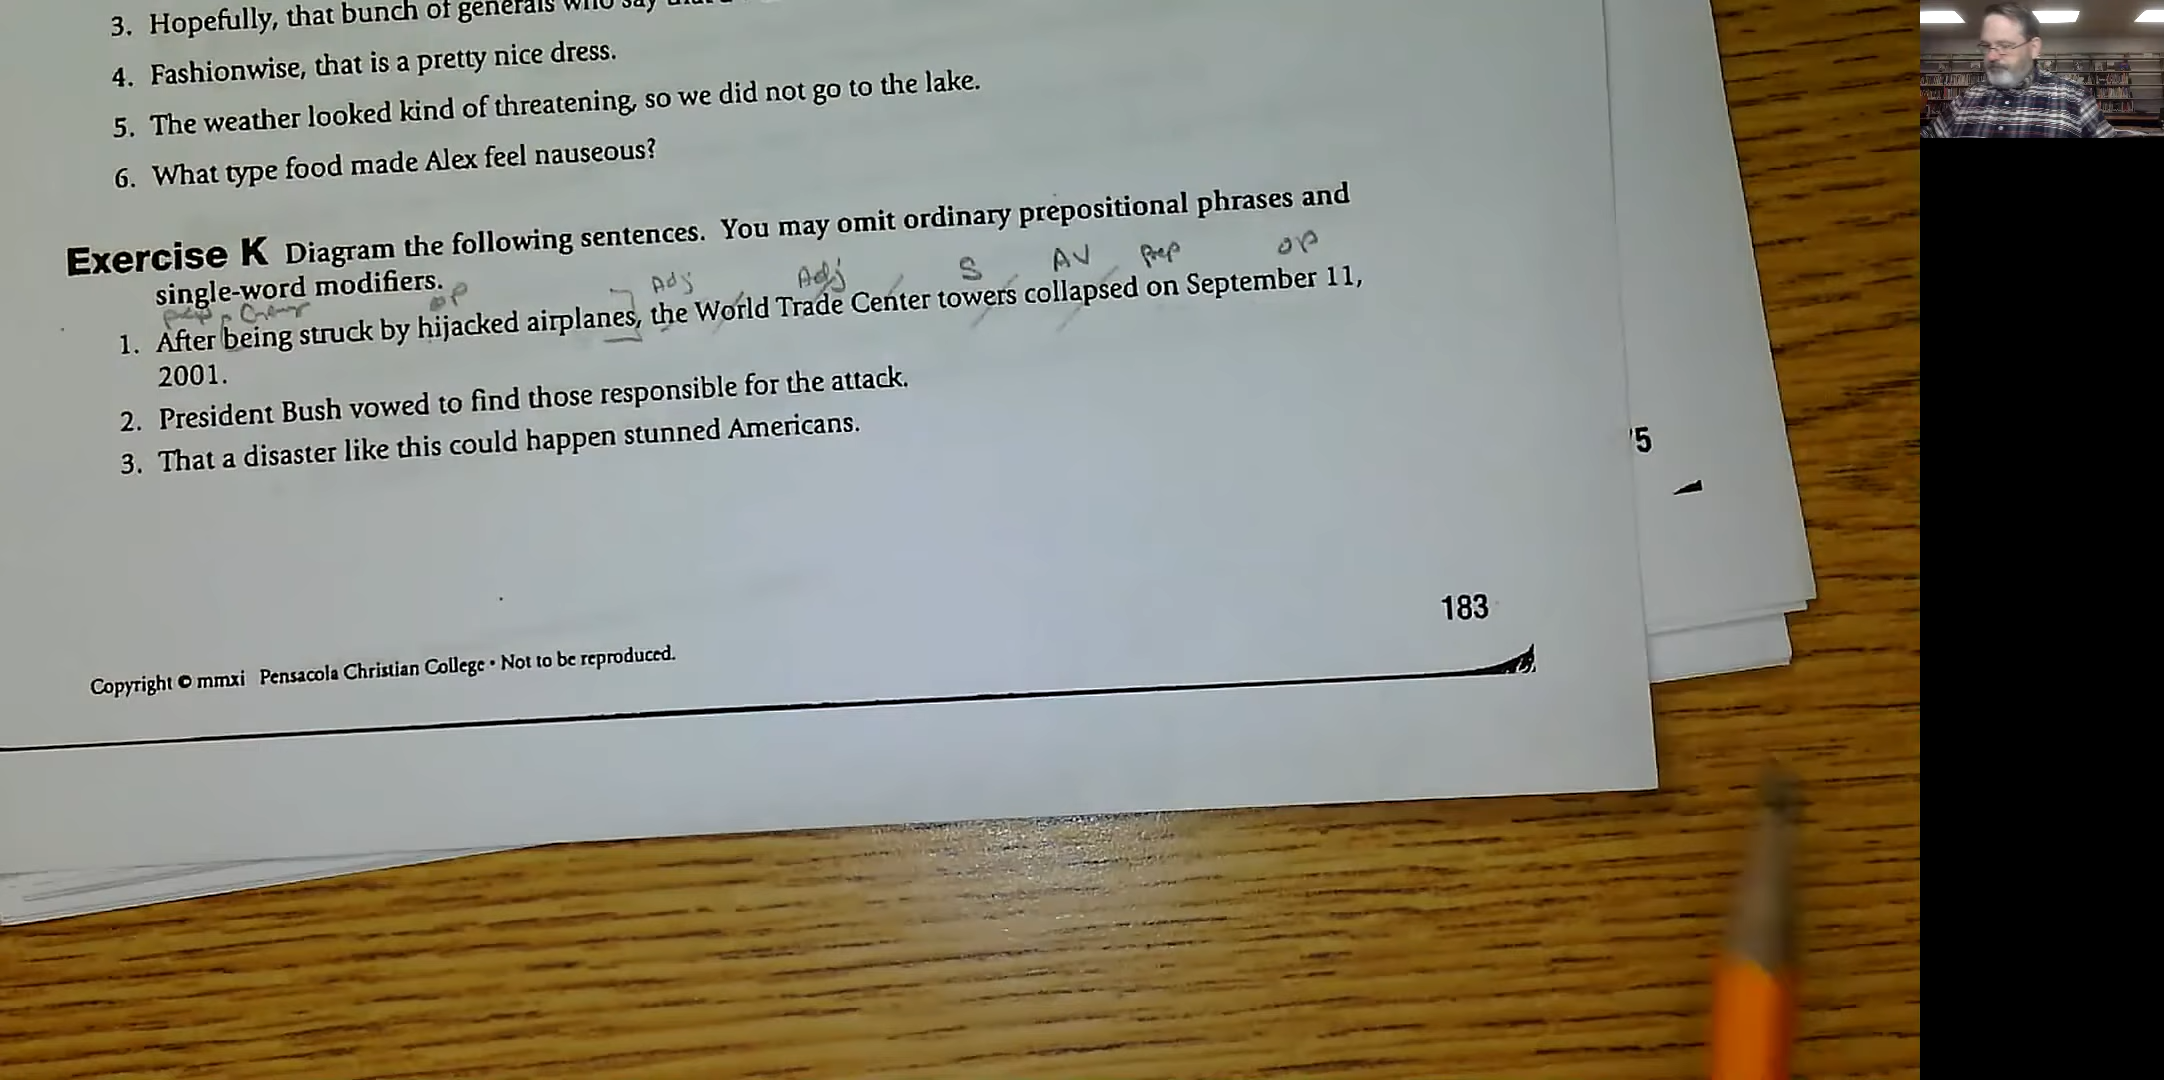 3. Hopefully, that bunch of generals who say
4. Fashionwise, that is a pretty nice dress.
5. The weather looked kind of threatening, so we did not go to the lake.
6. What type food made Alex feel nauseous?
Exercise K Diagram the following sentences. You may omit ordinary prepositional phrases and
single-word modifiers.
Adj Adj S AV Prep OP
OP
1. After being struck by hijacked airplanes, the World Trade Center towers collapsed on September 11,
2001.
2. President Bush vowed to find those responsible for the attack.
3. That a disaster like this could happen stunned Americans.
'5
183
Copyright © mmxi Pensacola Christian College • Not to be reproduced.